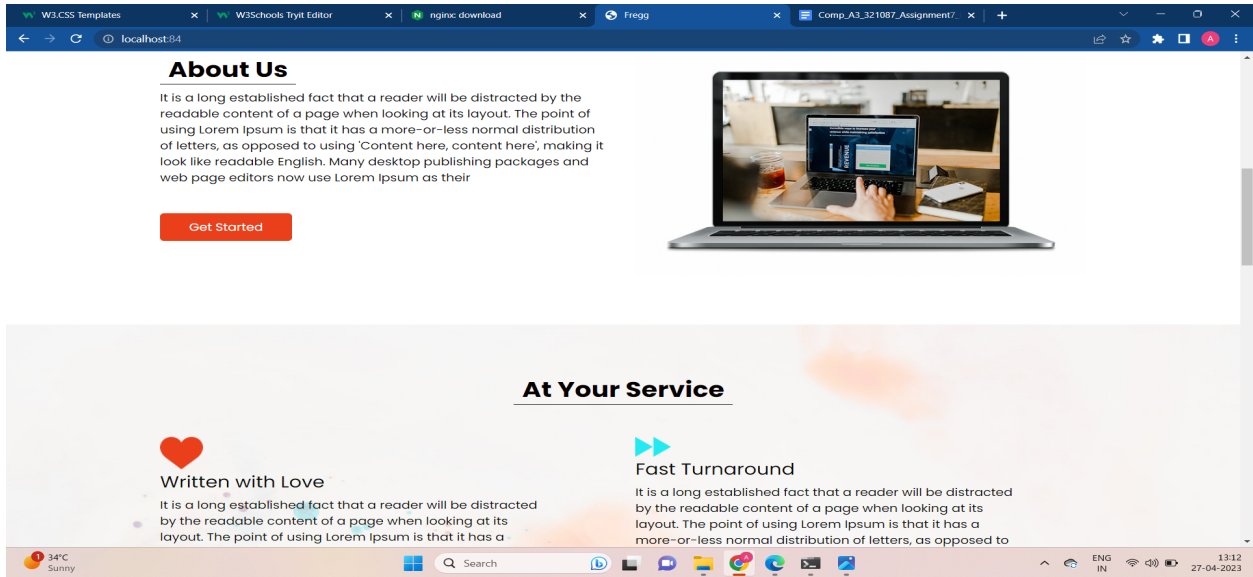 W3.CSS Templates
W3Schools Tryit Editor
nginx: download
Fregg
Comp_A3_321087_Assignment7_
localhost:84
A
About Us
It is a long established fact that a reader will be distracted by the
readable content of a page when looking at its layout. The point of
using Lorem Ipsum is that it has a more-or-less normal distribution
of letters, as opposed to using 'Content here, content here', making it
look like readable English. Many desktop publishing packages and
web page editors now use Lorem Ipsum as their
Get Started
REVENUE
At Your Service
Written with Love
It is a long established fact that a reader will be distracted
by the readable content of a page when looking at its
layout. The point of using Lorem Ipsum is that it has a
Fast Turnaround
It is a long established fact that a reader will be distracted
by the readable content of a page when looking at its
layout. The point of using Lorem Ipsum is that it has a
more-or-less normal distribution of letters, as opposed to
1
34°C
Sunny
Search
ENG
IN
13:12
27-04-2023